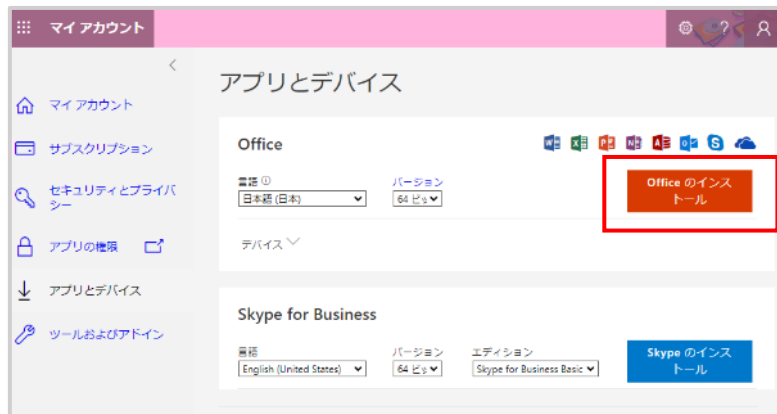 マイ アカウント
?
アプリとデバイス
マイ アカウント
サブスクリプション
セキュリティとプライバ
シー
アプリの権限
アプリとデバイス
ツールおよびアドイン
Office
言語
バージョン
日本語 (日本)
64 ビッ
Office のインス
トール
デバイス
Skype for Business
言語
バージョン
エディション
English (United States)
64 ビッ
Skype for Business Basic
Skype のインス
トール